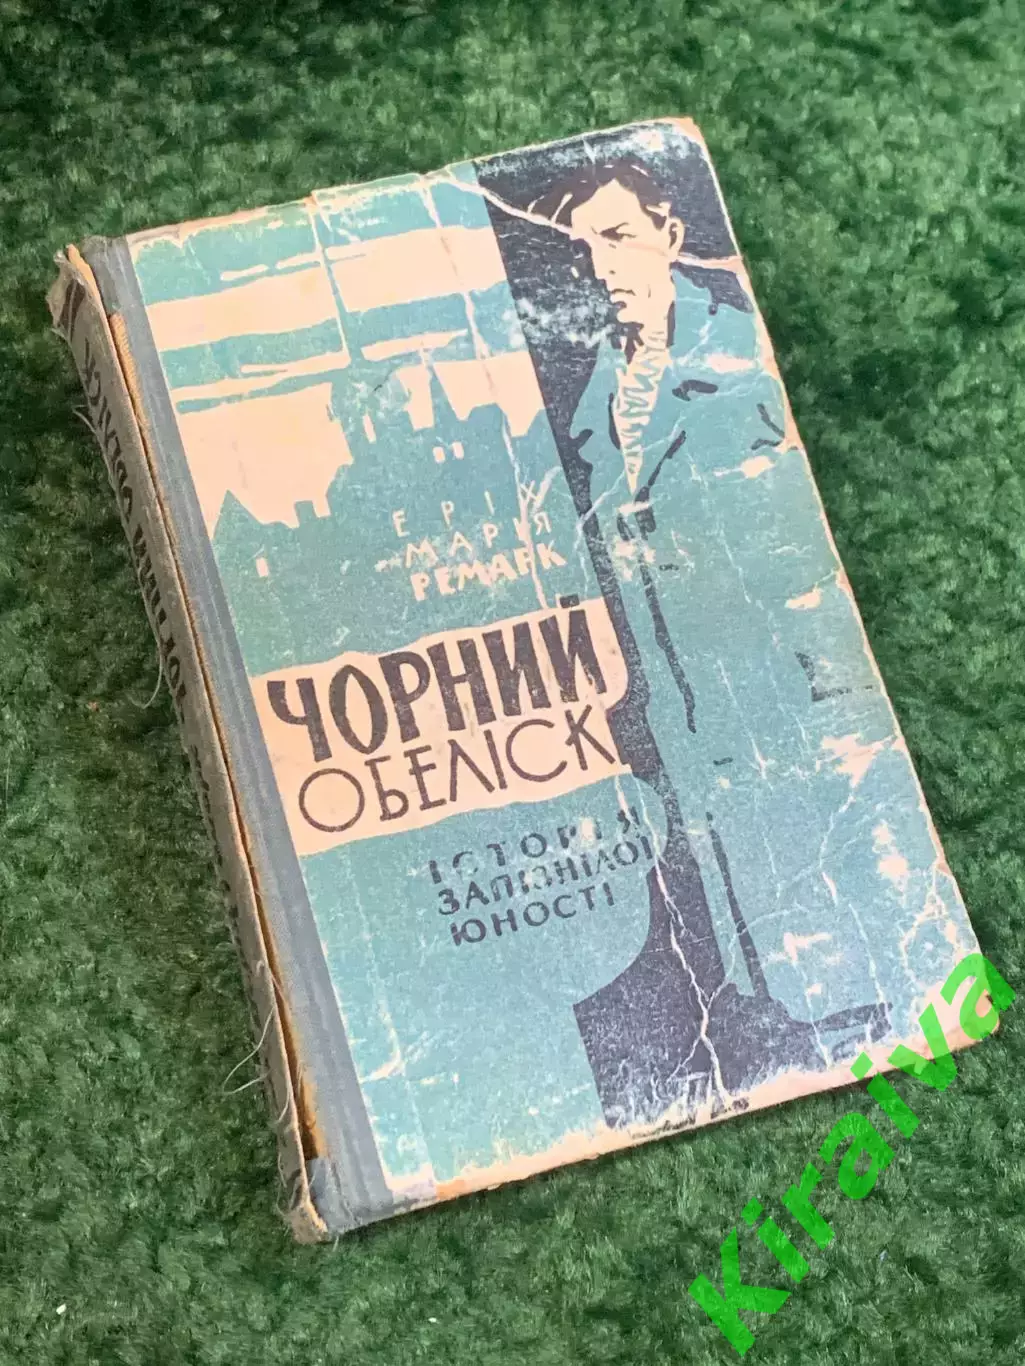 ЕРІХ
МАРІЯ
РЕМАРК
ЧОРНИЙ
ОБЕЛІСК
ІСТОРІЯ
ЗАПІЗНІЛОЇ
ЮНОСТІ
Kiraiva